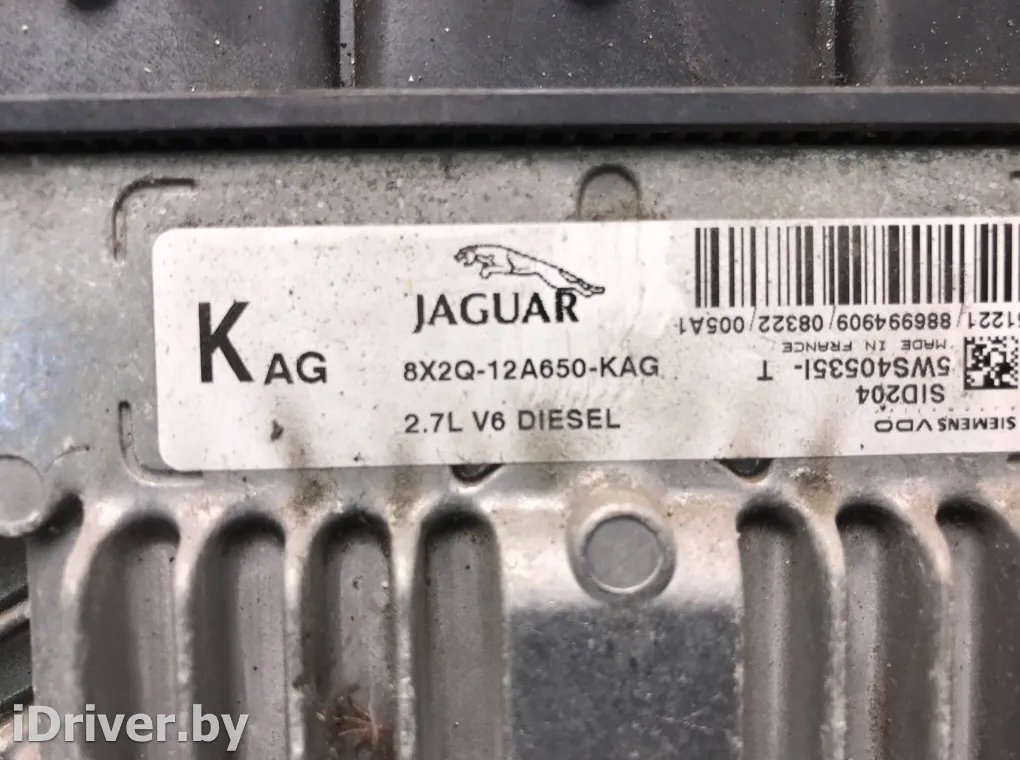 K AG
JAGUAR
8X2Q-12A650-KAG
2.7L V6 DIESEL
SIEMENS VDO
SID204
5WS40535I- T
MADE IN FRANCE
61221/886994909/08322/005A1
iDriver.by